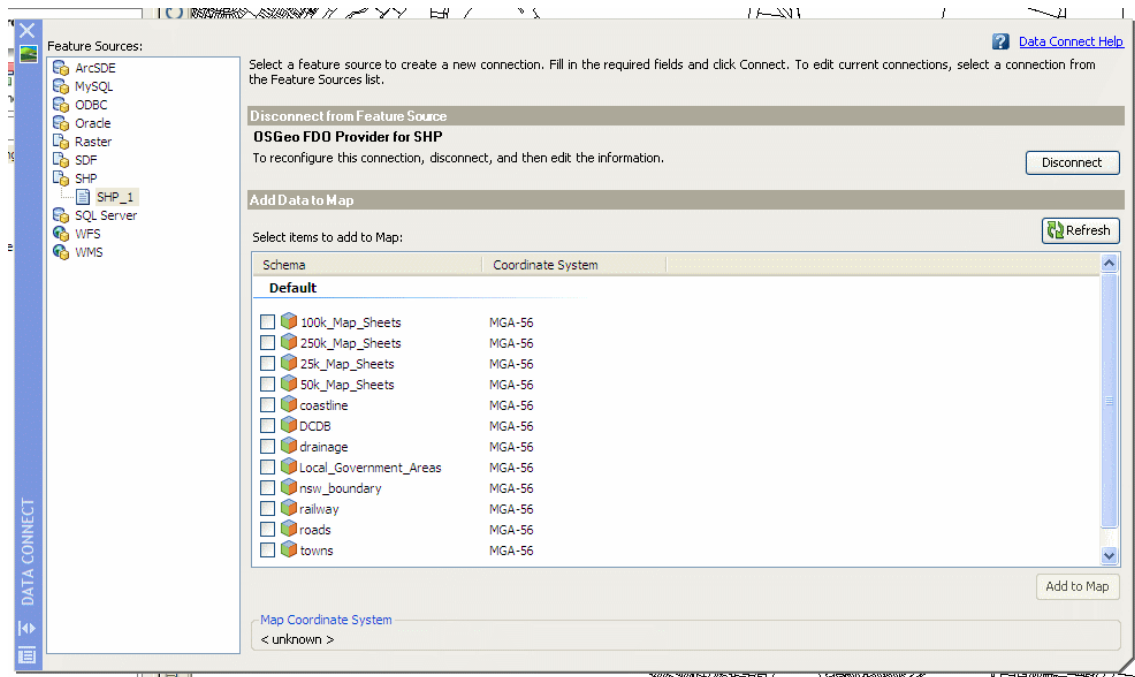 Data Connect Help
Feature Sources:
ArcSDE
MySQL
ODBC
Oracle
Raster
SDF
SHP
SHP_1
SQL Server
WFS
WMS
Select a feature source to create a new connection. Fill in the required fields and click Connect. To edit current connections, select a connection from
the Feature Sources list.
Disconnect from Feature Source
OSGeo FDO Provider for SHP
To reconfigure this connection, disconnect, and then edit the information.
Disconnect
Add Data to Map
Refresh
Select items to add to Map:
Schema Coordinate System
Default
100k_Map_Sheets MGA-56
250k_Map_Sheets MGA-56
25k_Map_Sheets MGA-56
50k_Map_Sheets MGA-56
coastline MGA-56
DCDB MGA-56
drainage MGA-56
Local_Government_Areas MGA-56
nsw_boundary MGA-56
railway MGA-56
roads MGA-56
towns MGA-56
Add to Map
Map Coordinate System
< unknown >
DATA CONNECT